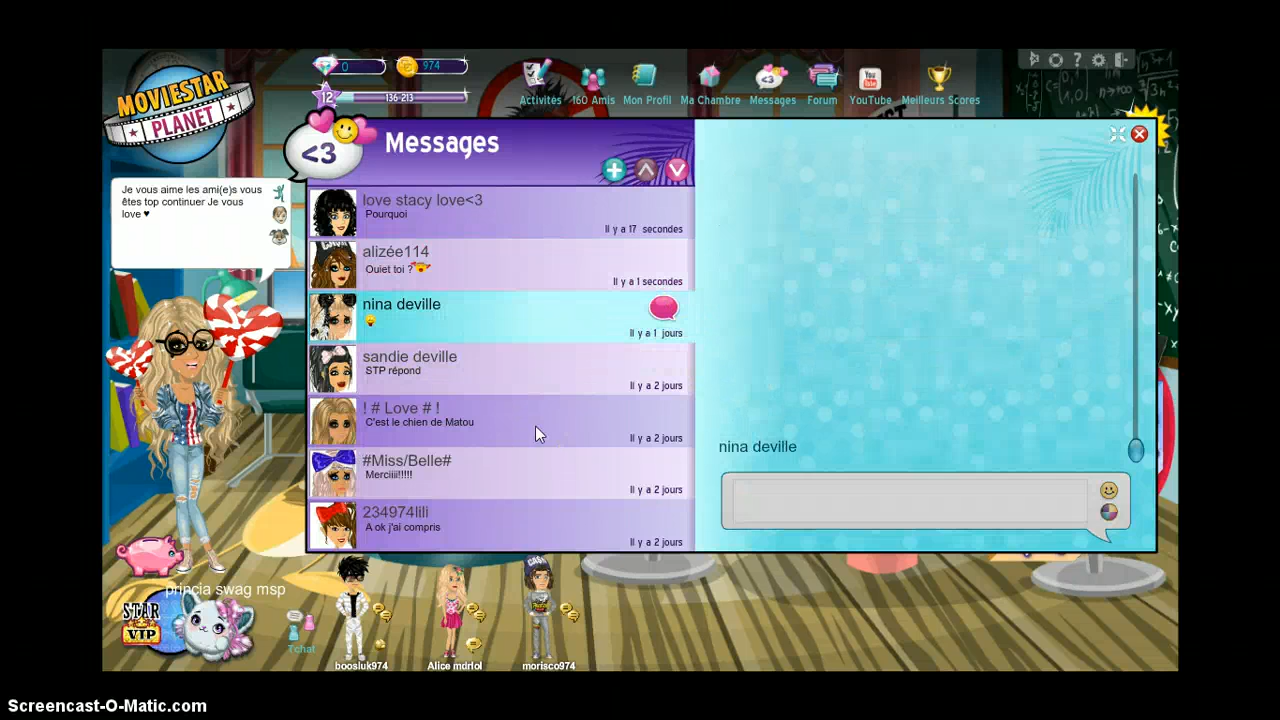 MOVIESTAR
PLANET
0
974
12
136-213
Activités
160 Amis
Mon Profil
Ma Chambre
<3
Messages
Forum
You
Tube
YouTube
Meilleurs Scores
<3
Messages
Je vous aime les ami(e)s vous
êtes top continuer Je vous
love ♥
love stacy love<3
Pourquoi
Il y a 17 secondes
alizée114
Ouiet toi ?
Il y a 1 secondes
nina deville
Il y a 1 jours
sandie deville
STP répond
Il y a 2 jours
! # Love # !
C'est le chien de Matou
Il y a 2 jours
#Miss/Belle#
Merciiii!!!!!
Il y a 2 jours
234974lili
A ok j'ai compris
Il y a 2 jours
nina deville
princia swag msp
STAR
VIP
Tchat
boosluk974
Alice mdrlol
morisco974
Screencast-O-Matic.com